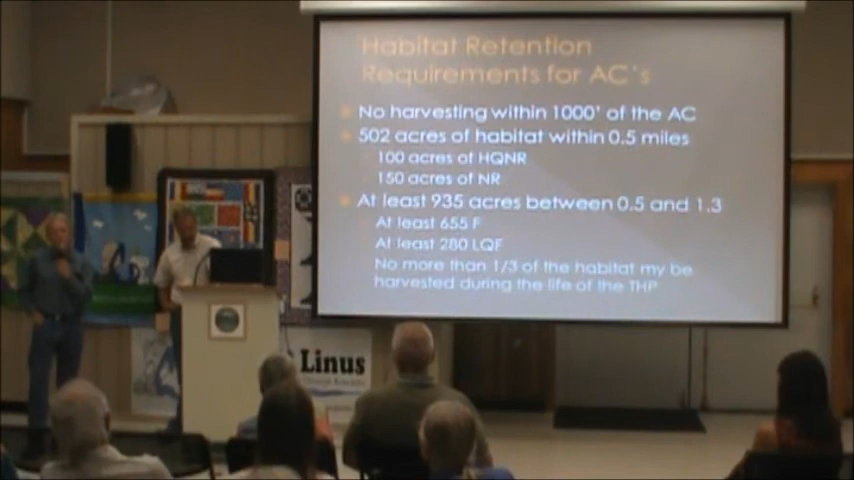 Habitat Retention
Requirements for AC's
No harvesting within 1000' of the AC
502 acres of habitat within 0.5 miles
100 acres of HQNR
150 acres of NR
At least 935 acres between 0.5 and 1.3
At least 655 F
At least 280 LQF
No more than 1/3 of the habitat my be
harvested during the life of the THP
Linus